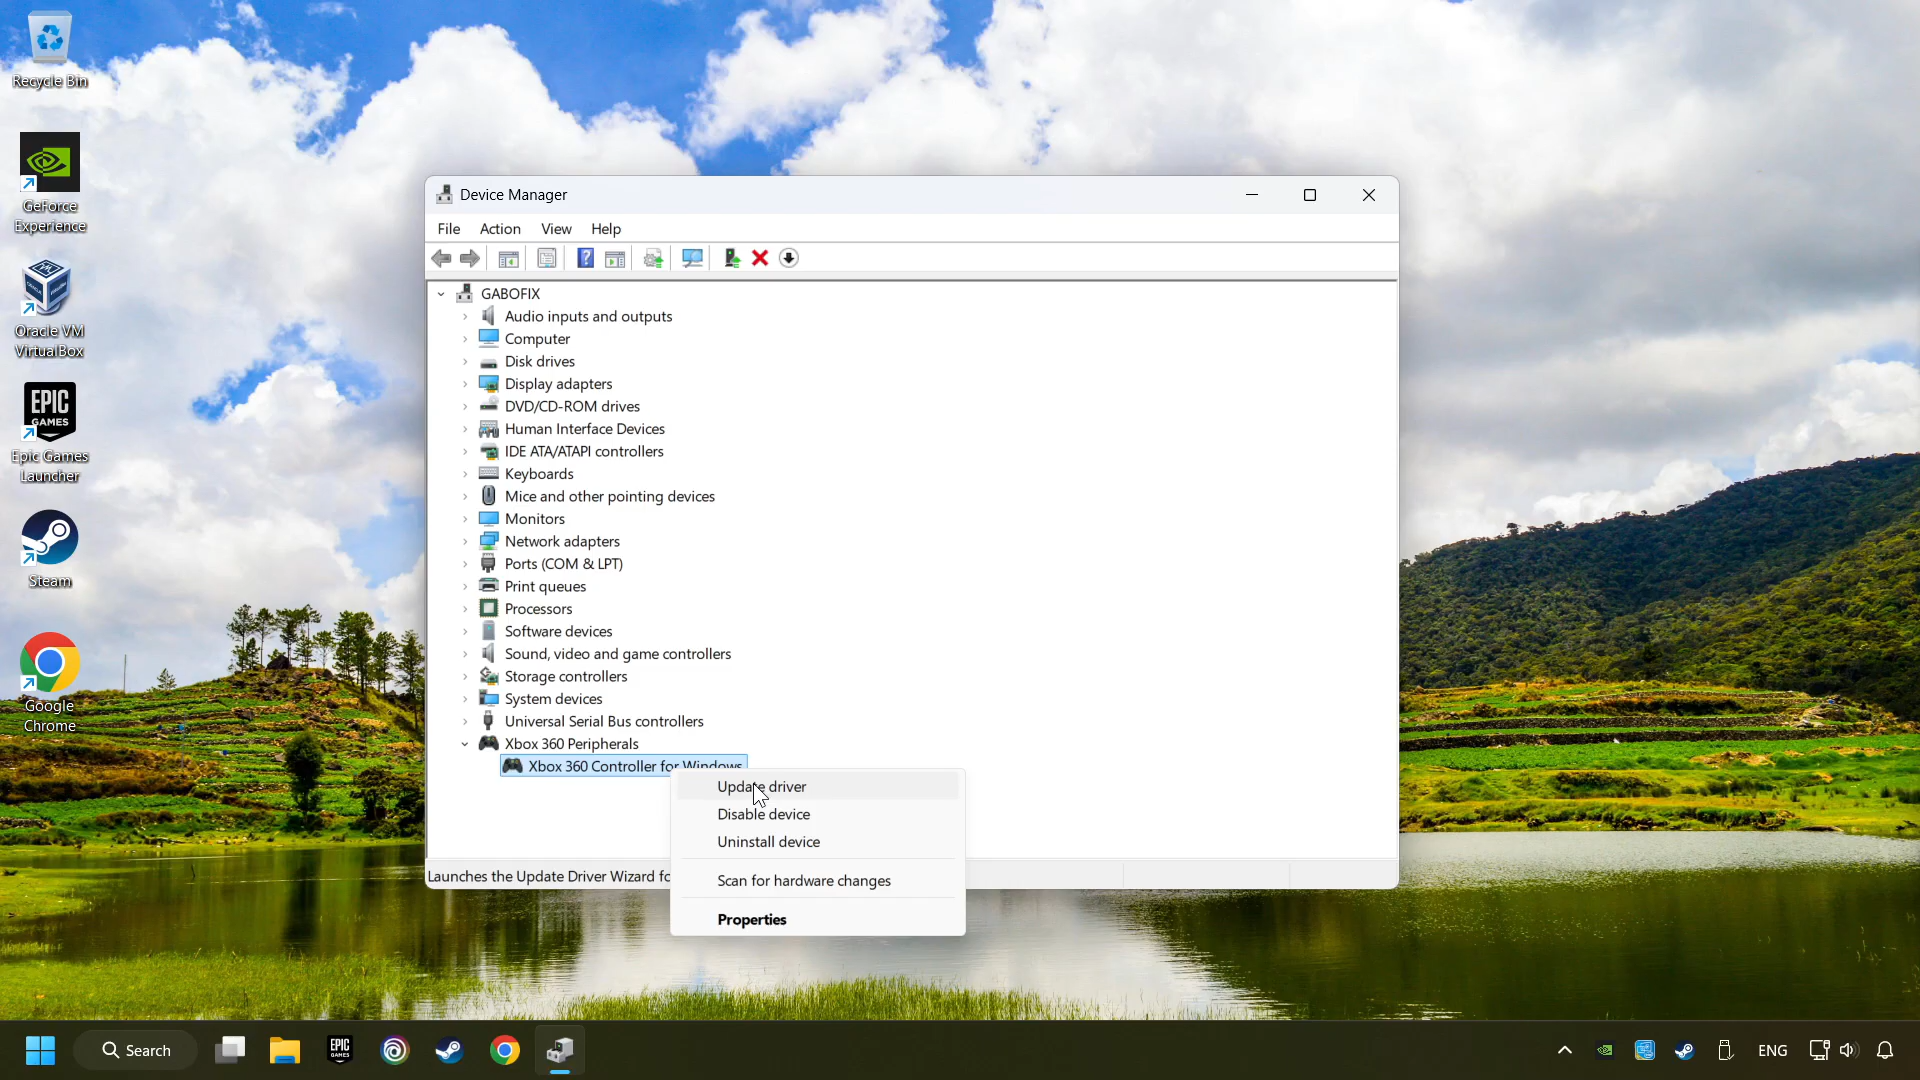 Recycle Bin
GeForce
Experience
Oracle VM
VirtualBox
EPIC
GAMES
Epic Games
Launcher
Steam
Google
Chrome
Device Manager
File Action View Help
GABOFIX
Audio inputs and outputs
Computer
Disk drives
Display adapters
DVD/CD-ROM drives
Human Interface Devices
IDE ATA/ATAPI controllers
Keyboards
Mice and other pointing devices
Monitors
Network adapters
Ports (COM & LPT)
Print queues
Processors
Software devices
Sound, video and game controllers
Storage controllers
System devices
Universal Serial Bus controllers
Xbox 360 Peripherals
Xbox 360 Controller for Windows
Update driver
Disable device
Uninstall device
Scan for hardware changes
Properties
Launches the Update Driver Wizard fo
Search
EPIC
GAMES
ENG